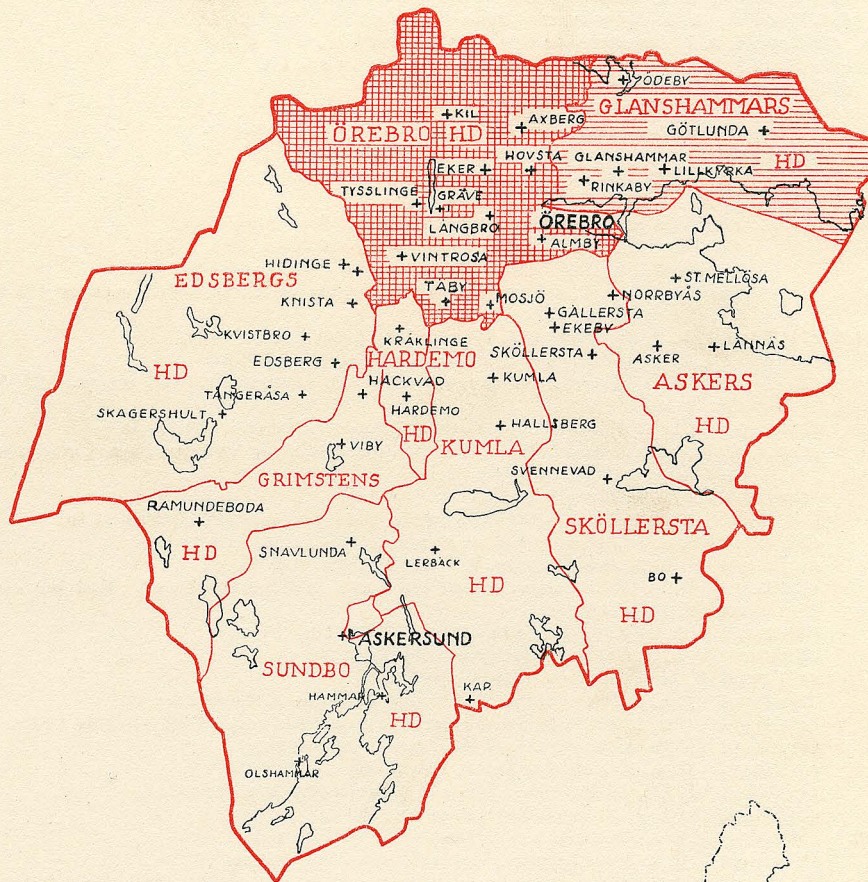 ÖDEBY
GLANSHAMMARS
HD
KIL
AXBERG
ÖREBRO HD
GÖTLUNDA
HOVSTA
GLANSHAMMAR
EKER
LILLKYRKA
RINKABY
TYSSLINGE
GRÄVE
LÅNGBRO
ÖREBRO
ALMBY
VINTROSA
HIDINGE
EDSBERGS
HD
ST. MELLÖSA
TÄBY
MOSJÖ
NORRBYÅS
KNISTA
GÄLLERSTA
EKEBY
KVISTBRO
KRÄKLINGE
SKÖLLERSTA
ASKER
LÄNNÄS
EDSBERG
HARDEMO
HD
KUMLA
ASKERS
HD
TÅNGERÅSA
HACKVAD
HARDEMO
SKAGERSHULT
HALLSBERG
VIBY
KUMLA
HD
GRIMSTENS
HD
SVENNEVAD
RAMUNDEBODA
SKÖLLERSTA
HD
SNAVLUNDA
LERBÄCK
BO
ASKERSUND
SUNDBO
HD
HAMMAR
KAP.
OLSHAMMAR